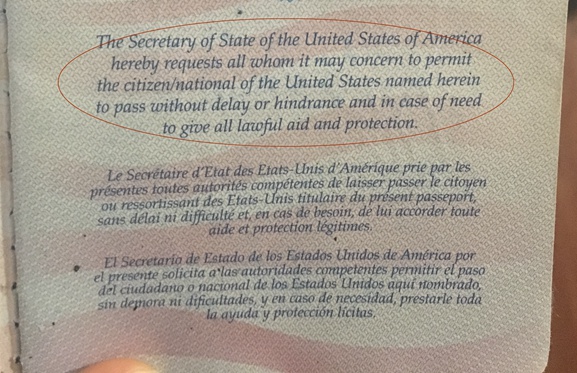 The Secretary of State of the United States of America
hereby requests all whom it may concern to permit
the citizen/national of the United States named herein
to pass without delay or hindrance and in case of need
to give all lawful aid and protection.
Le Secrétaire d'Etat des Etats-Unis d'Amérique prie par les
présentes toutes autorités compétentes de laisser passer le citoyen
ou ressortissant des Etats-Unis titulaire du présent passeport,
sans délai ni difficulté et, en cas de besoin, de lui accorder toute
aide et protection légitimes.
El Secretario de Estado de los Estados Unidos de América por
el presente solicita a las autoridades competentes permitir el paso
del ciudadano o nacional de los Estados Unidos aquí nombrado,
sin demora ni dificultades, y en caso de necesidad, prestarle toda
la ayuda y protección lícitas.